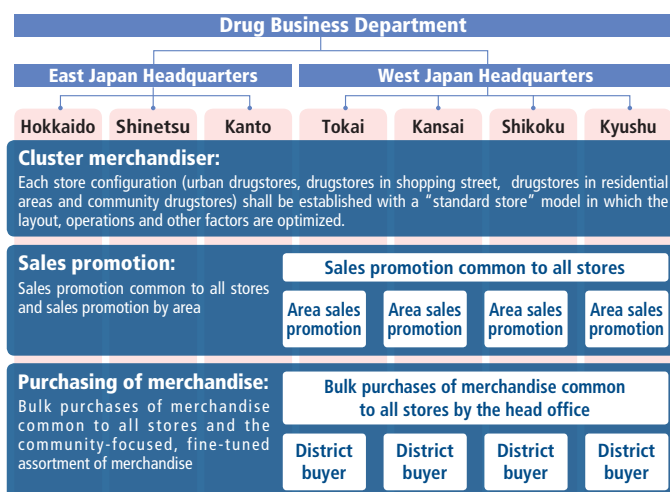 Drug Business Department
East Japan Headquarters
West Japan Headquarters
Hokkaido
Shinetsu
Kanto
Tokai
Kansai
Shikoku
Kyushu
Cluster merchandiser:
Each store configuration (urban drugstores, drugstores in shopping street, drugstores in residential
areas and community drugstores) shall be established with a “standard store” model in which the
layout, operations and other factors are optimized.
Sales promotion:
Sales promotion common to all stores
and sales promotion by area
Sales promotion common to all stores
Area sales
promotion
Area sales
promotion
Area sales
promotion
Area sales
promotion
Purchasing of merchandise:
Bulk purchases of merchandise
common to all stores and the
community-focused, fine-tuned
assortment of merchandise
Bulk purchases of merchandise common
to all stores by the head office
District
buyer
District
buyer
District
buyer
District
buyer